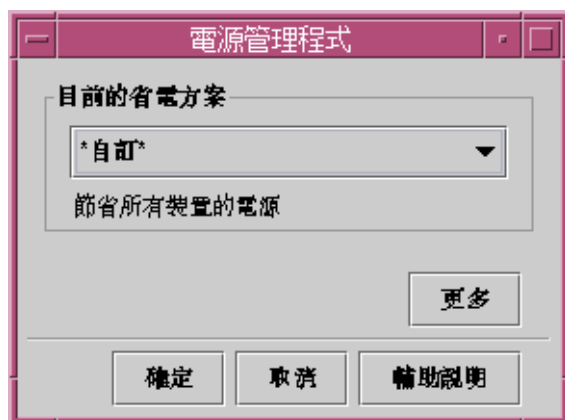 電源管理程式
目前的省電方案
*自訂*
節省所有裝置的電源
更多
確定 取消 輔助說明